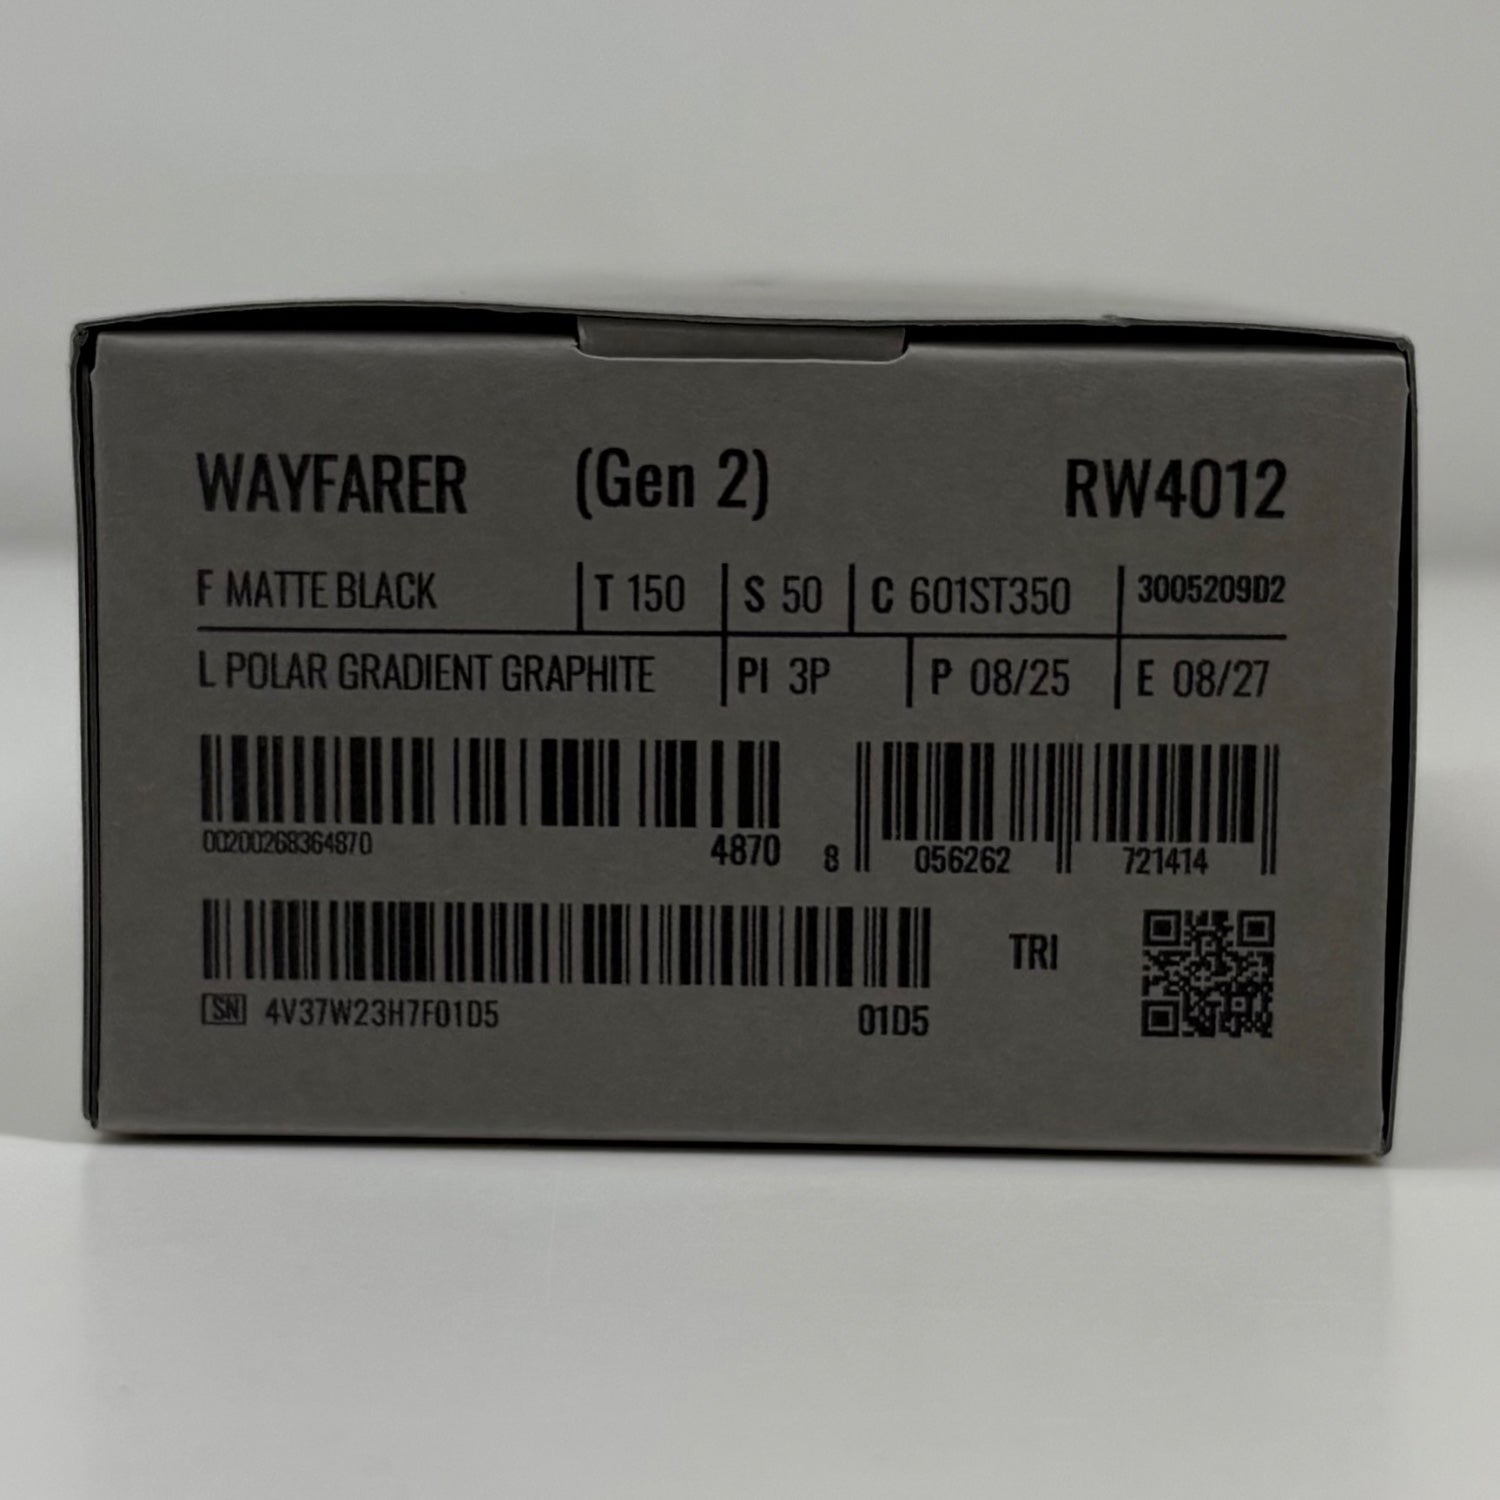 WAYFARER (Gen 2) RW4012
F MATTE BLACK T 150 S 50 C 601ST350 3005209D2
L POLAR GRADIENT GRAPHITE PI 3P P 08/25 E 08/27
00200268364870 4870 8 056262 721414
SN 4V37W23H7F01D5 01D5 TRI